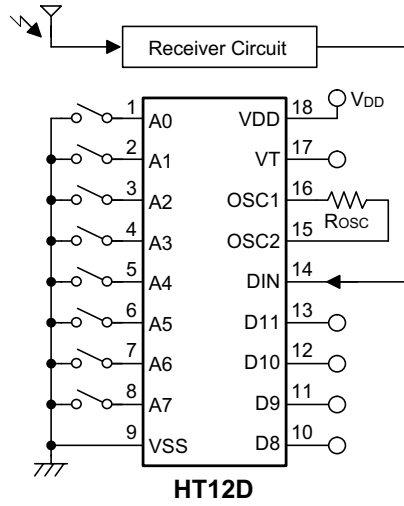 Receiver Circuit
1 A0 VDD 18 VDD
2 A1 VT 17
3 A2 OSC1 16
ROSC
4 A3 OSC2 15
5 A4 DIN 14
6 A5 D11 13
7 A6 D10 12
8 A7 D9 11
9 VSS D8 10
HT12D